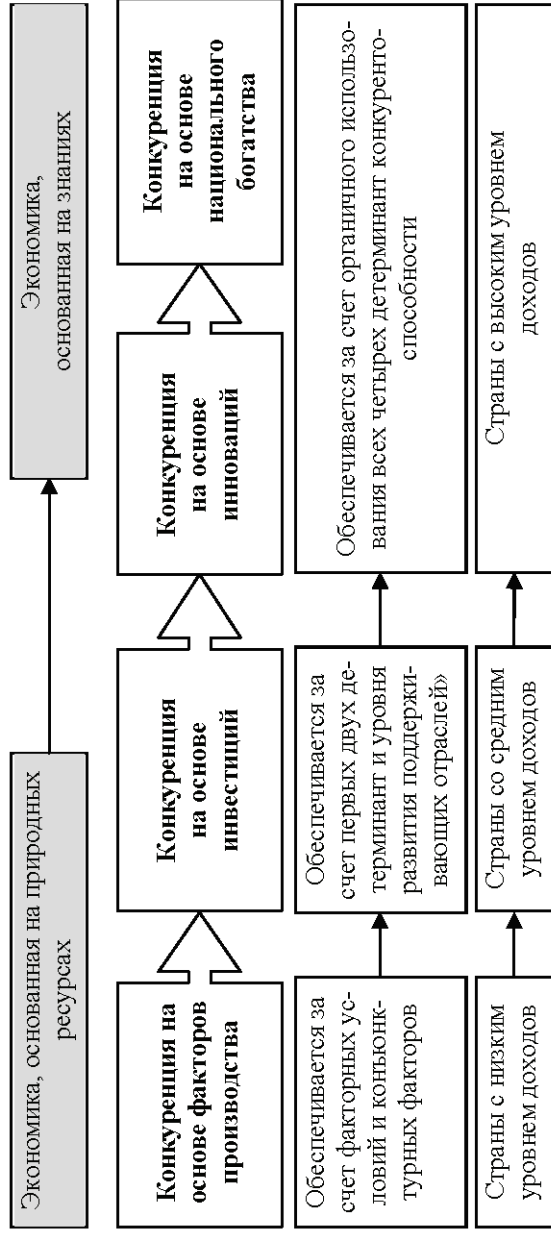 Экономика, основанная на природных
ресурсах
Экономика,
основанная на знаниях
Конкуренция на
основе факторов
производства
Конкуренция
на основе
инвестиций
Конкуренция
на основе
инноваций
Конкуренция
на основе
национального
богатства
Обеспечивается за
счет факторных ус-
ловий и конъюнк-
турных факторов
Обеспечивается за
счет первых двух де-
терминант и уровня
развития поддержи-
вающих отраслей»
Обеспечивается за счет органичного использо-
вания всех четырех детерминант конкуренто-
способности
Страны с низким
уровнем доходов
Страны со средним
уровнем доходов
Страны с высоким уровнем
доходов